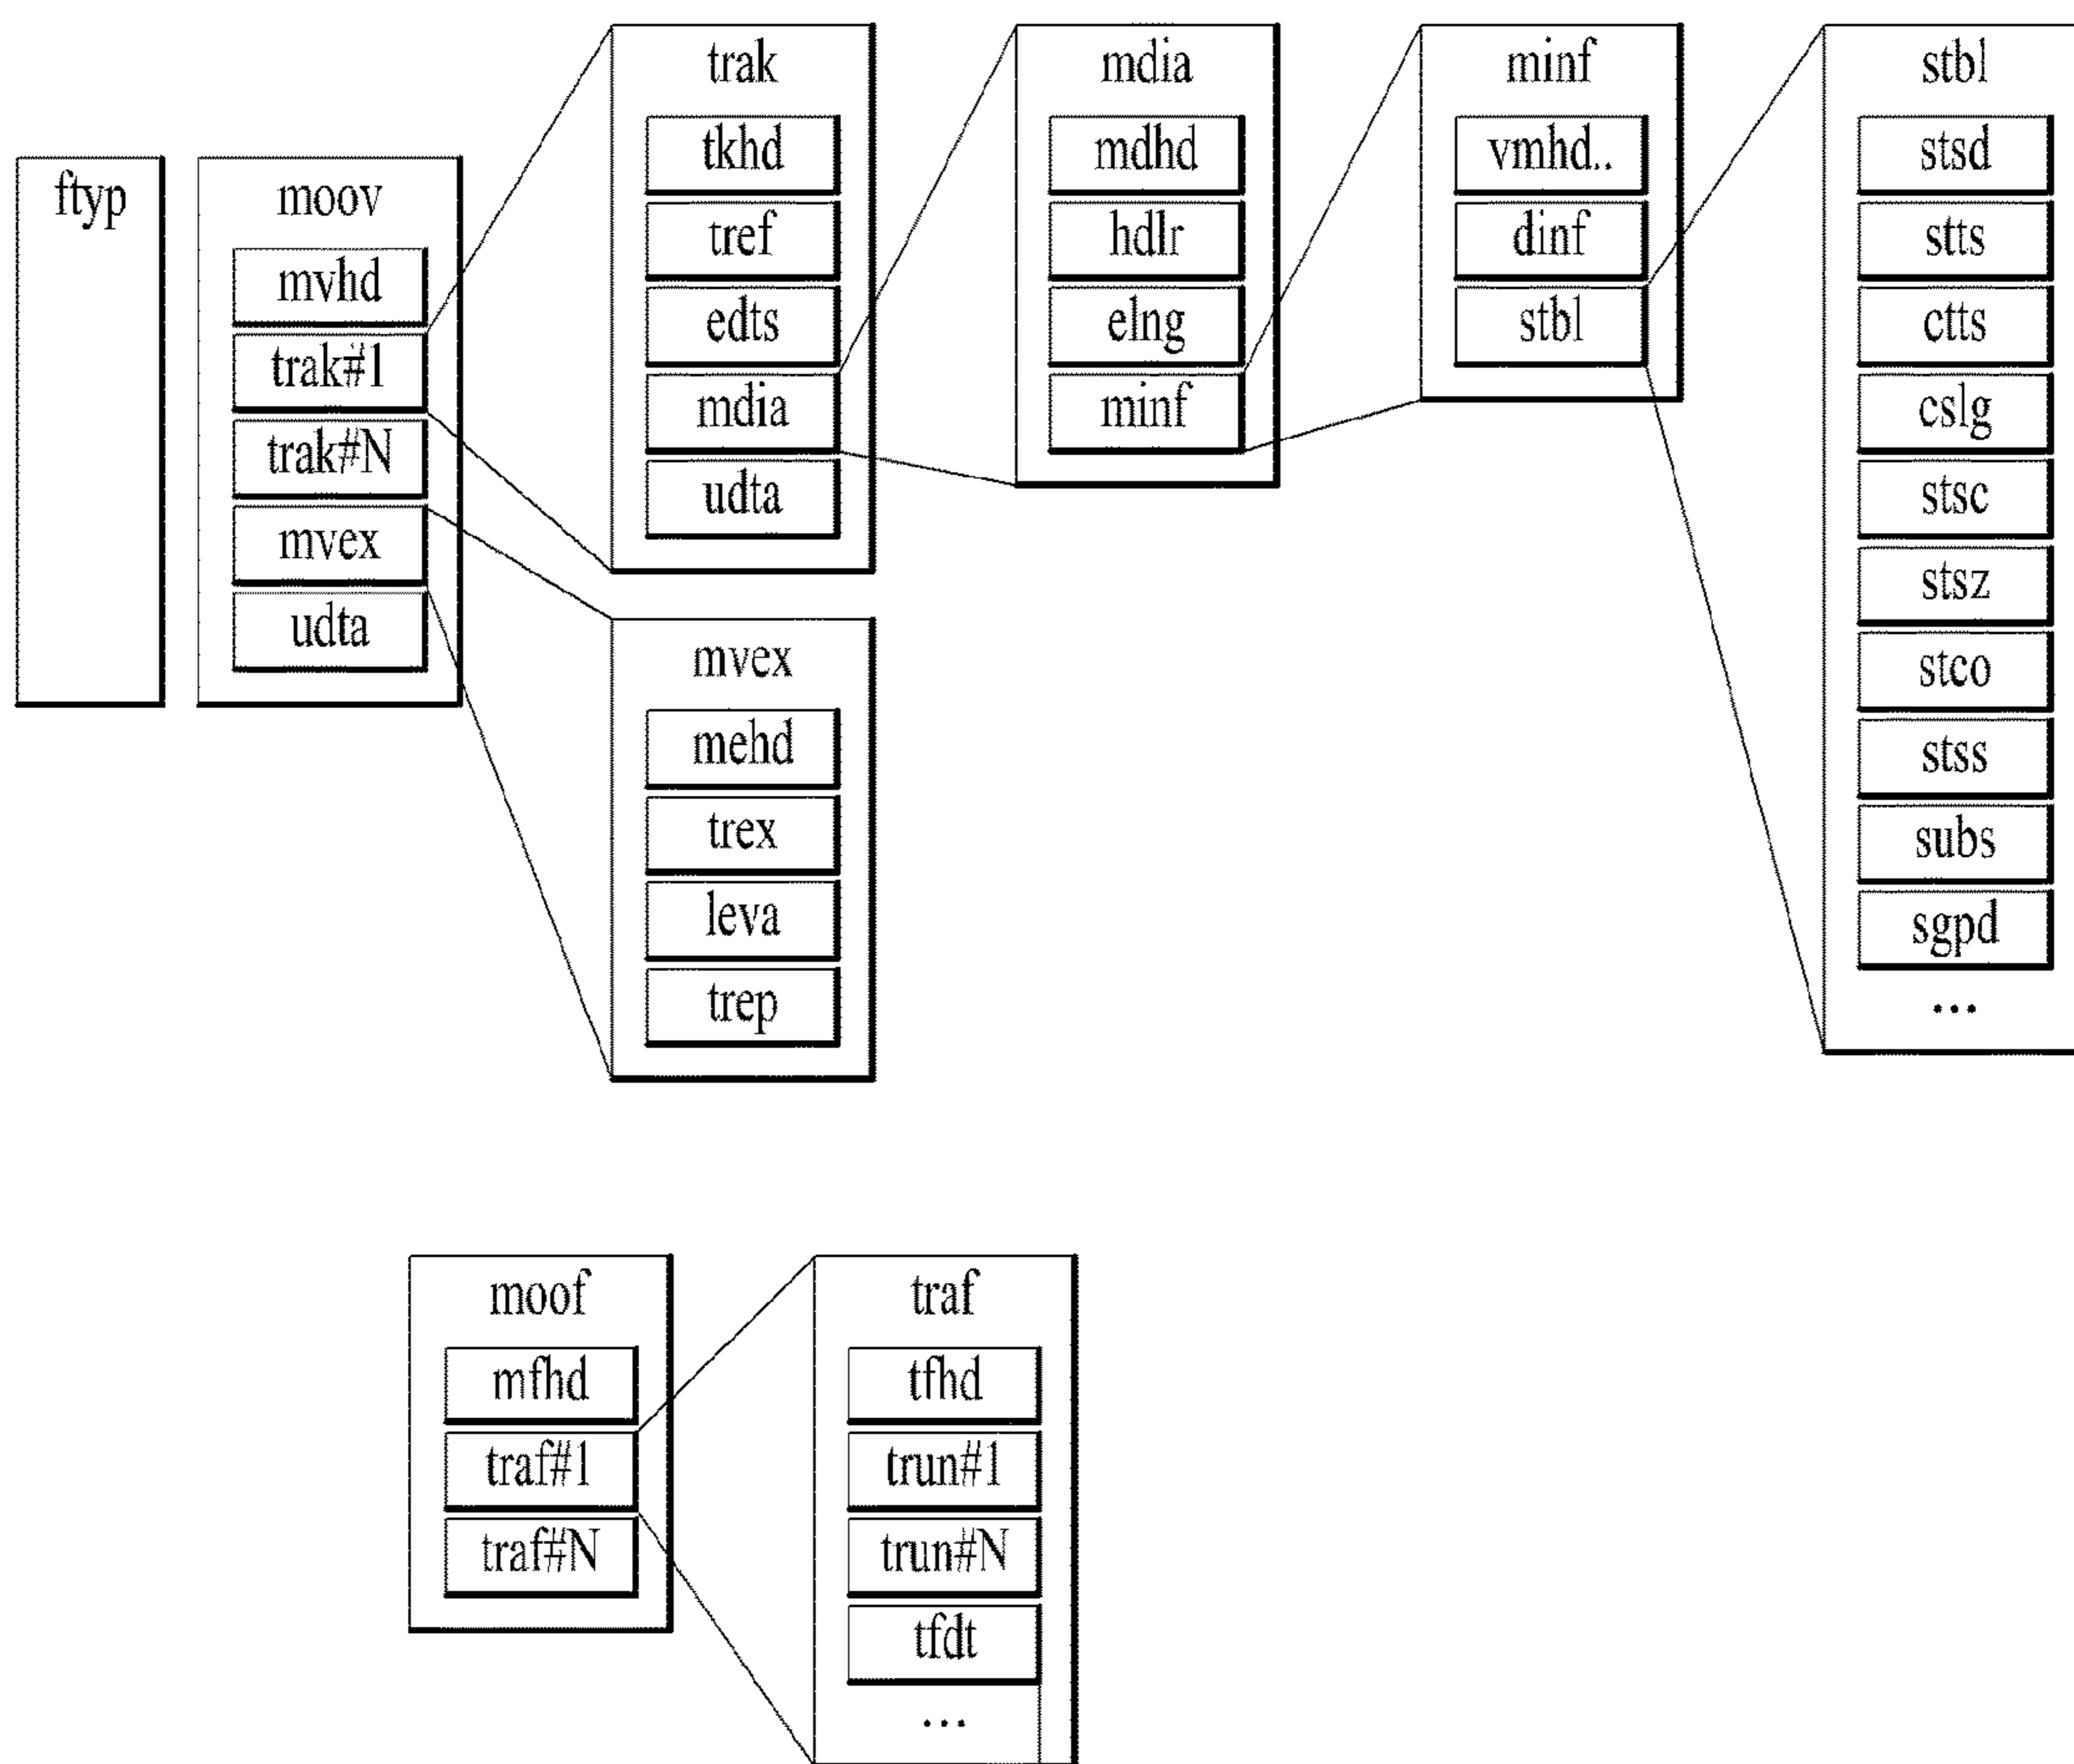 ftyp
moov
mvhd
trak#1
trak#N
mvex
udta
trak
tkhd
tref
edts
mdia
udta
mvex
mehd
trex
leva
trep
mdia
mdhd
hdlr
elng
minf
minf
vmhd..
dinf
stbl
stbl
stsd
stts
ctts
cslg
stsc
stsz
stco
stss
subs
sgpd
...
moof
mfhd
traf#1
traf#N
traf
tfhd
trun#1
trun#N
tfdt
...